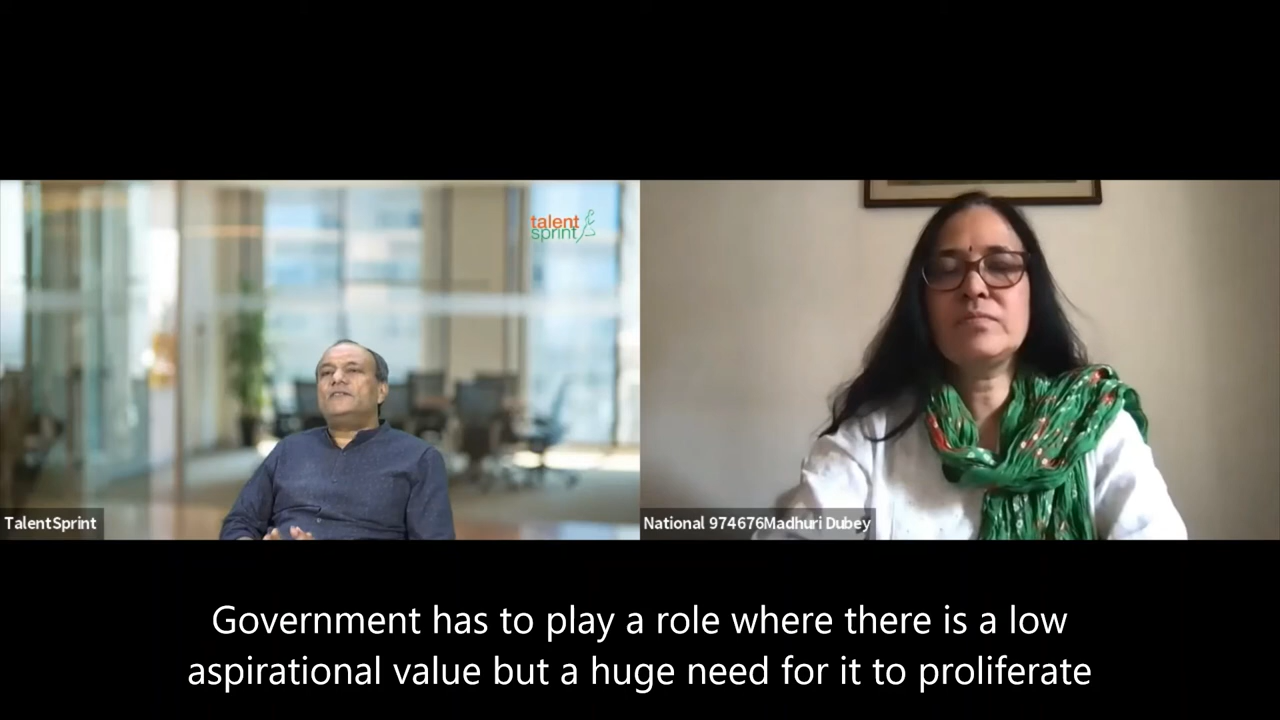 talent
sprint
TalentSprint
National 974676Madhuri Dubey
Government has to play a role where there is a low
aspirational value but a huge need for it to proliferate